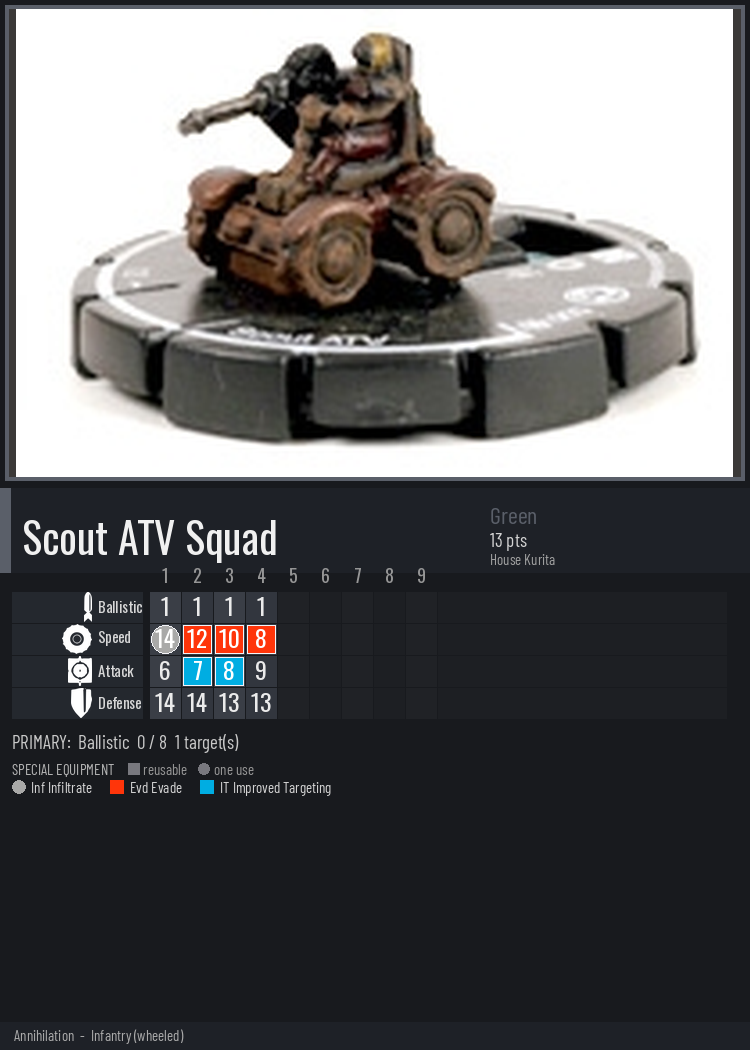 Scout ATV
Scout ATV Squad
Green
13 pts
House Kurita
1 2 3 4 5 6 7 8 9
Ballistic 1 1 1 1
Speed 14 12 10 8
Attack 6 7 8 9
Defense 14 14 13 13
PRIMARY: Ballistic 0 / 8 1 target(s)
SPECIAL EQUIPMENT reusable one use
Inf Infiltrate Evd Evade IT Improved Targeting
Annihilation - Infantry (wheeled)